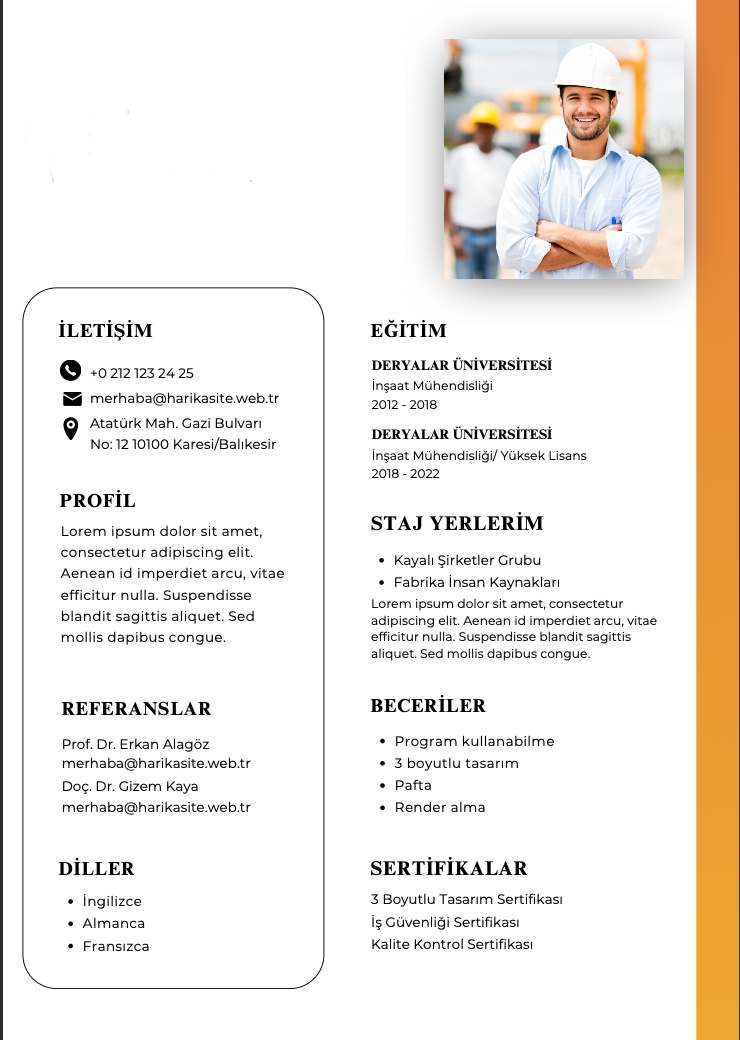 İLETİŞİM
+0 212 123 24 25
merhaba@harikasite.web.tr
Atatürk Mah. Gazi Bulvarı
No: 12 10100 Karesi/Balıkesir
PROFİL
Lorem ipsum dolor sit amet,
consectetur adipiscing elit.
Aenean id imperdiet arcu, vitae
efficitur nulla. Suspendisse
blandit sagittis aliquet. Sed
mollis dapibus congue.
REFERANSLAR
Prof. Dr. Erkan Alagöz
merhaba@harikasite.web.tr
Doç. Dr. Gizem Kaya
merhaba@harikasite.web.tr
DİLLER
• İngilizce
• Almanca
• Fransızca
EĞİTİM
DERYALAR ÜNİVERSİTESİ
İnşaat Mühendisliği
2012 - 2018
DERYALAR ÜNİVERSİTESİ
İnşaat Mühendisliği/ Yüksek Lisans
2018 - 2022
STAJ YERLERİM
• Kayalı Şirketler Grubu
• Fabrika İnsan Kaynakları
Lorem ipsum dolor sit amet, consectetur
adipiscing elit. Aenean id imperdiet arcu, vitae
efficitur nulla. Suspendisse blandit sagittis
aliquet. Sed mollis dapibus congue.
BECERİLER
• Program kullanabilme
• 3 boyutlu tasarım
• Pafta
• Render alma
SERTİFİKALAR
3 Boyutlu Tasarım Sertifikası
İş Güvenliği Sertifikası
Kalite Kontrol Sertifikası